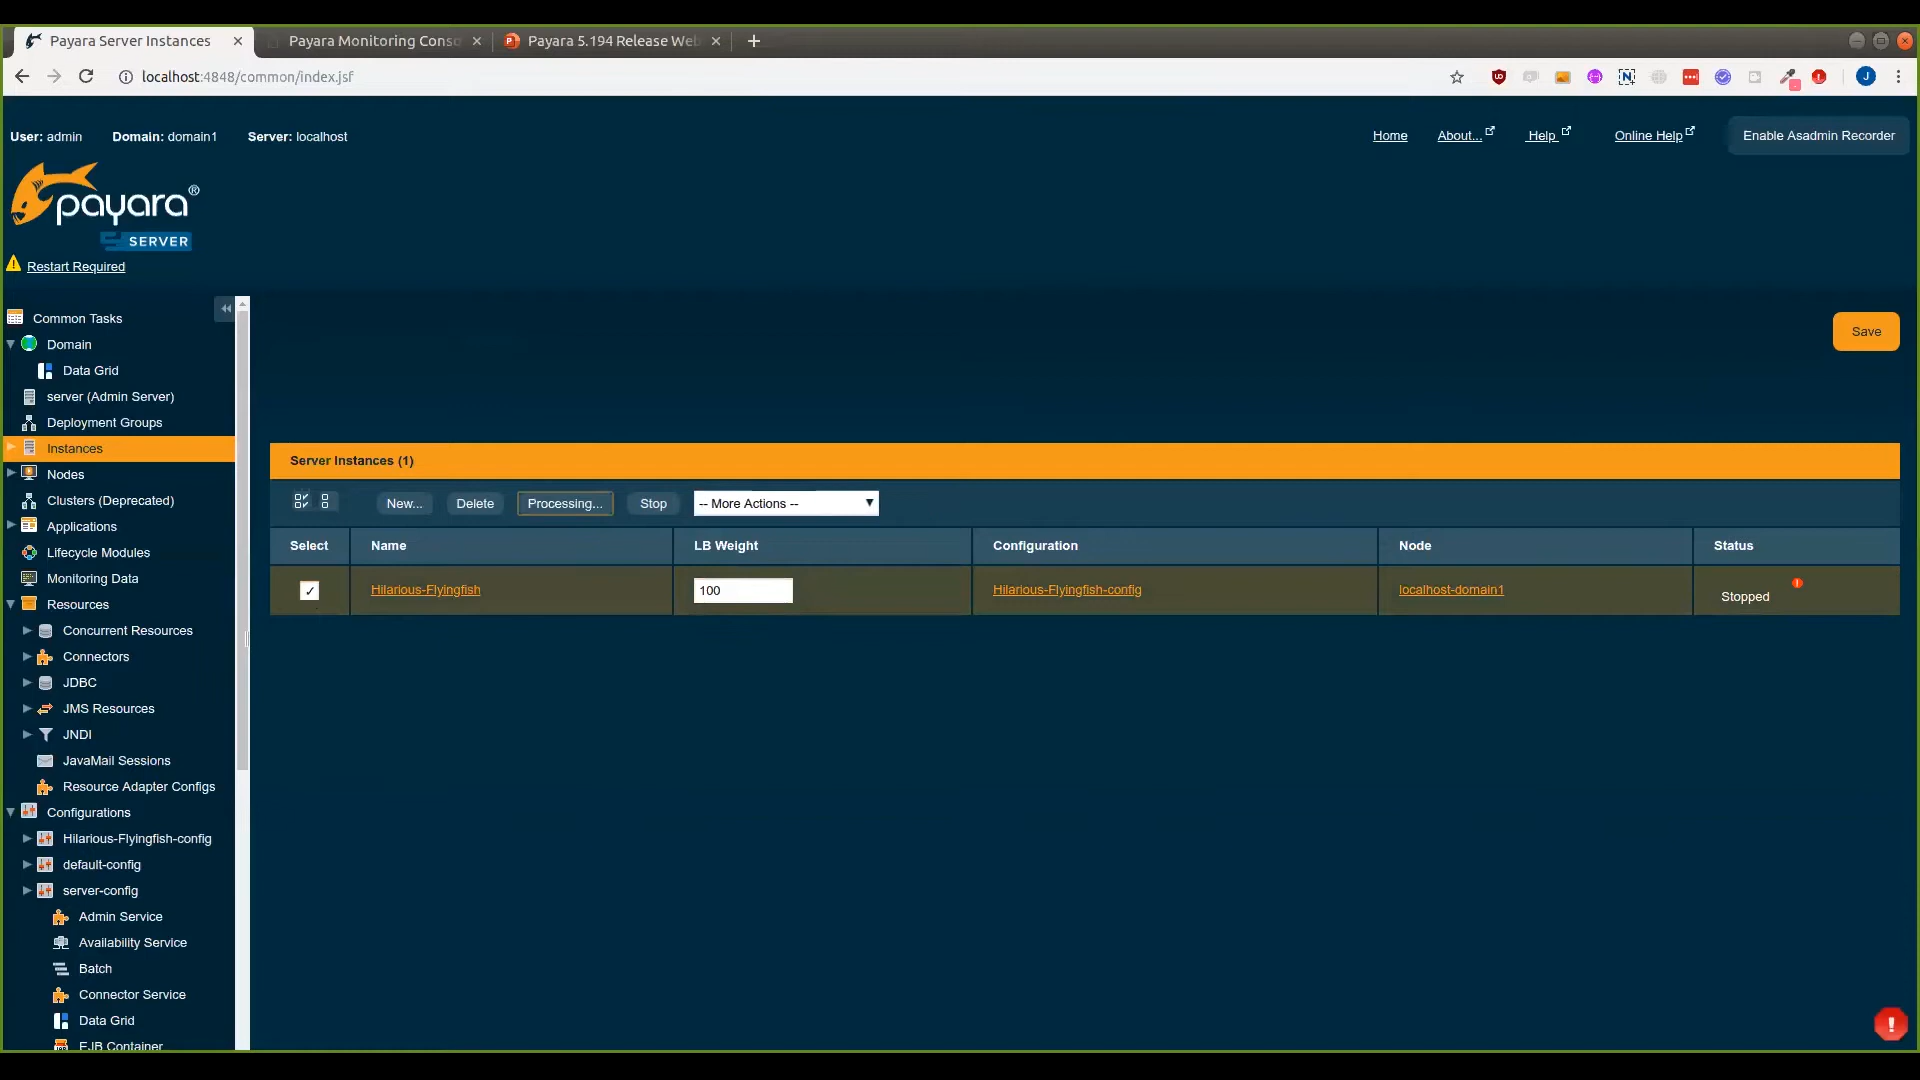 Payara Server Instances
Payara Monitoring Conso
Payara 5.194 Release Web
localhost:4848/common/index.jsf
J
User: admin Domain: domain1 Server: localhost
Home About... Help Online Help Enable Asadmin Recorder
payara®
SERVER
Restart Required
Common Tasks
Domain
Data Grid
server (Admin Server)
Deployment Groups
Instances
Nodes
Clusters (Deprecated)
Applications
Lifecycle Modules
Monitoring Data
Resources
Concurrent Resources
Connectors
JDBC
JMS Resources
JNDI
JavaMail Sessions
Resource Adapter Configs
Configurations
Hilarious-Flyingfish-config
default-config
server-config
Admin Service
Availability Service
Batch
Connector Service
Data Grid
EJB Container
Save
Server Instances (1)
New... Delete Processing... Stop -- More Actions --
Select Name LB Weight Configuration Node Status
Hilarious-Flyingfish 100 Hilarious-Flyingfish-config localhost-domain1 Stopped